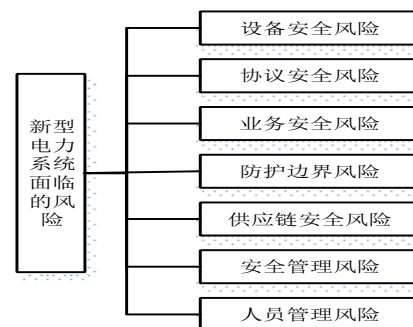 新型
电力
系统
面临
的风
险
设备安全风险
协议安全风险
业务安全风险
防护边界风险
供应链安全风险
安全管理风险
人员管理风险